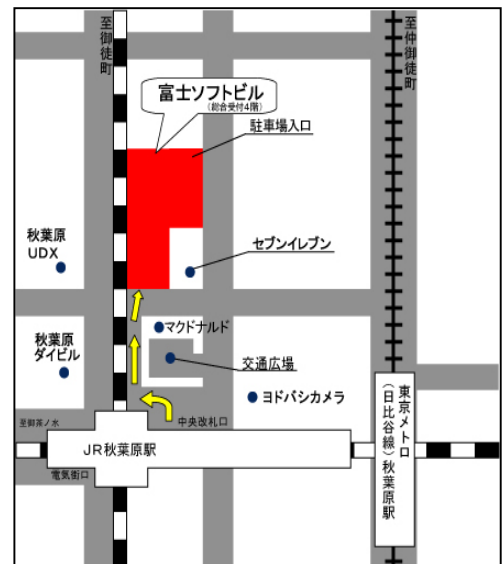 至御徒町
至仲御徒町
富士ソフトビル
(総合受付4階)
駐車場入口
秋葉原
UDX
セブンイレブン
マクドナルド
秋葉原
ダイビル
交通広場
ヨドバシカメラ
中央改札口
至御茶ノ水
JR秋葉原駅
電気街口
東京メトロ
(日比谷線)秋葉原駅